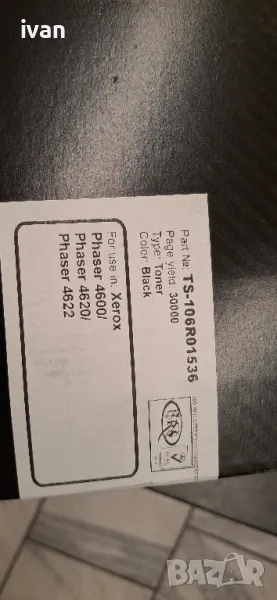 ivan
Part No: TS-106R01536
Page yield: 30000
Type: Toner
Color: Black
For use in: Xerox
Phaser 4600/
Phaser 4620/
Phaser 4622
BAZAR